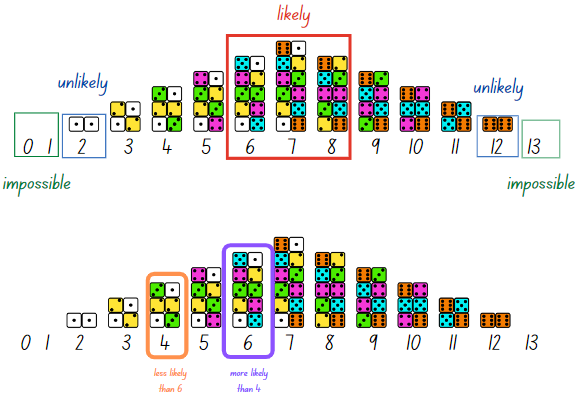 likely
unlikely
unlikely
0 1 2 3 4 5 6 7 8 9 10 11 12 13
impossible
impossible
0 1 2 3 4 5 6 7 8 9 10 11 12 13
less likely
than 6
more likely
than 4